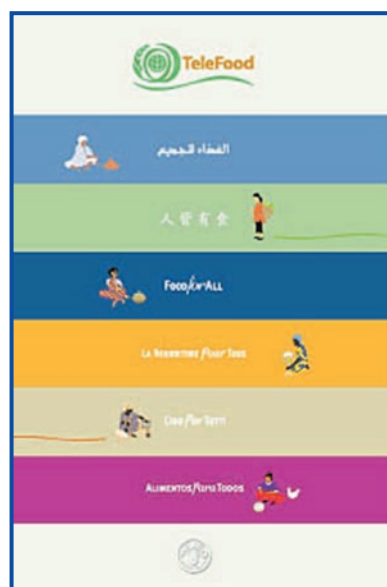 TeleFood
الغذاء للجميع
人皆有食
FOOD for ALL
LA NOURRITURE pour TOUS
CIBO per TUTTI
ALIMENTOS para TODOS